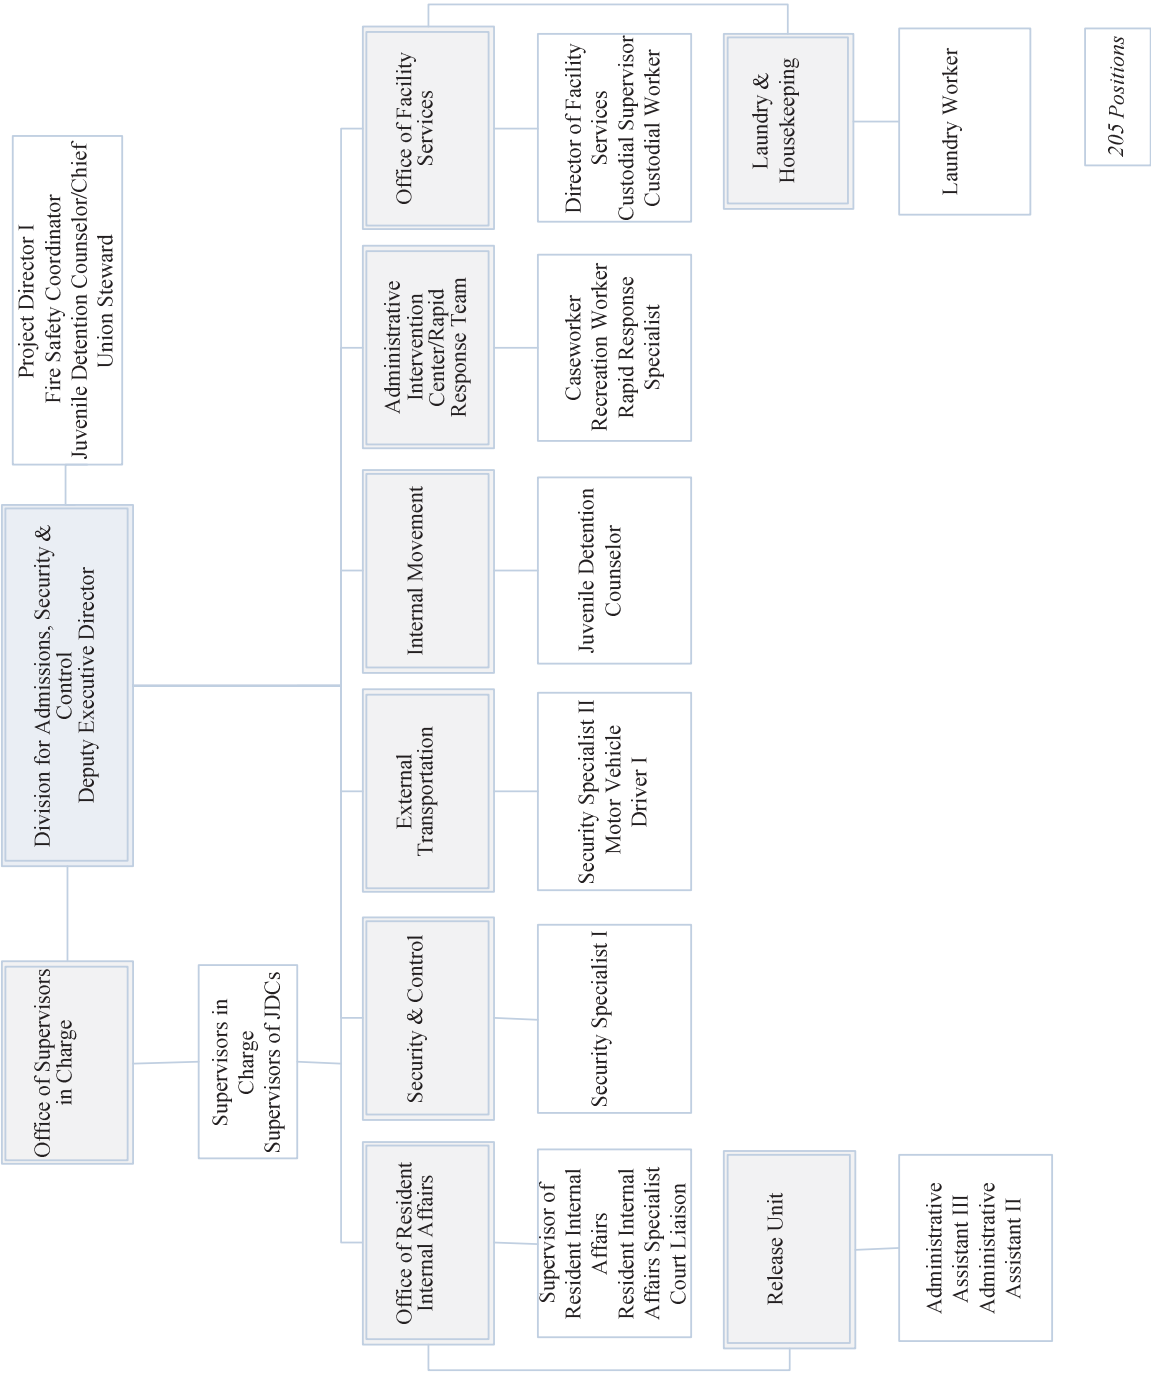 Office of Supervisors
in Charge
Division for Admissions, Security &
Control
Deputy Executive Director
Project Director I
Fire Safety Coordinator
Juvenile Detention Counselor/Chief
Union Steward
Supervisors in
Charge
Supervisors of JDCs
Office of Resident
Internal Affairs
Security & Control
External
Transportation
Internal Movement
Administrative
Intervention
Center/Rapid
Response Team
Office of Facility
Services
Supervisor of
Resident Internal
Affairs
Resident Internal
Affairs Specialist
Court Liaison
Security Specialist I
Security Specialist II
Motor Vehicle
Driver I
Juvenile Detention
Counselor
Caseworker
Recreation Worker
Rapid Response
Specialist
Director of Facility
Services
Custodial Supervisor
Custodial Worker
Release Unit
Laundry &
Housekeeping
Administrative
Assistant III
Administrative
Assistant II
Laundry Worker
205 Positions